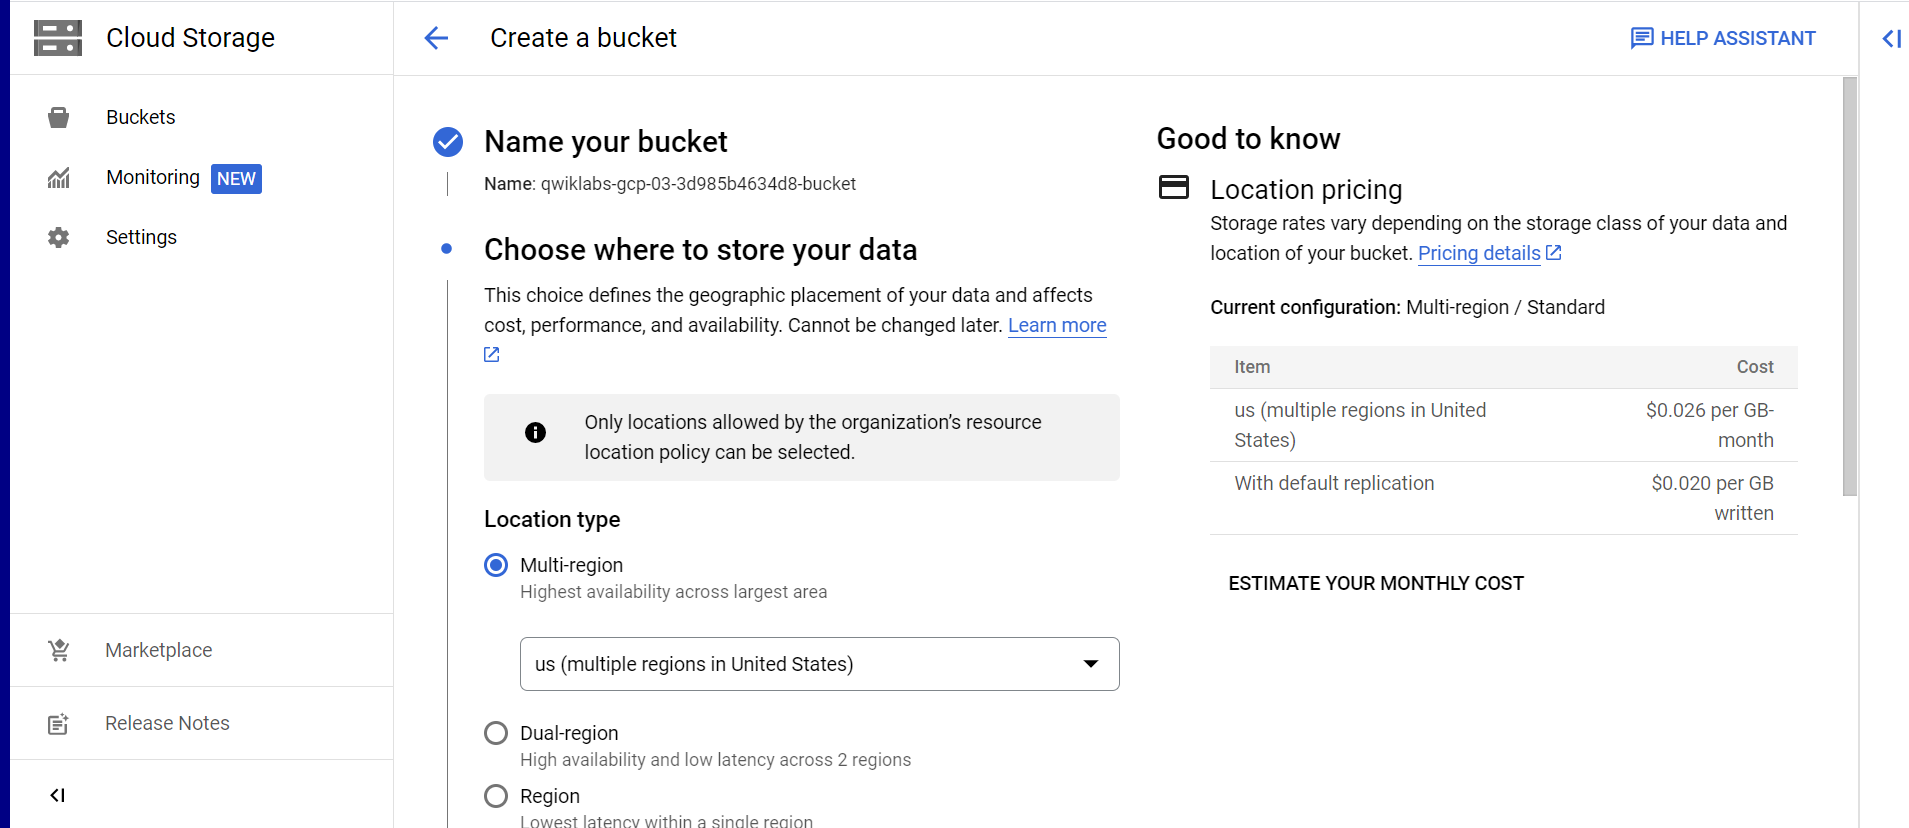 Cloud Storage
Create a bucket
HELP ASSISTANT
Buckets
Monitoring NEW
Settings
Marketplace
Release Notes
Name your bucket
Name: qwiklabs-gcp-03-3d985b4634d8-bucket
Choose where to store your data
This choice defines the geographic placement of your data and affects
cost, performance, and availability. Cannot be changed later. Learn more
Only locations allowed by the organization’s resource
location policy can be selected.
Location type
Multi-region
Highest availability across largest area
us (multiple regions in United States)
Dual-region
High availability and low latency across 2 regions
Region
Lowest latency within a single region
Good to know
Location pricing
Storage rates vary depending on the storage class of your data and
location of your bucket. Pricing details
Current configuration: Multi-region / Standard
Item Cost
us (multiple regions in United $0.026 per GB-
States) month
With default replication $0.020 per GB
written
ESTIMATE YOUR MONTHLY COST